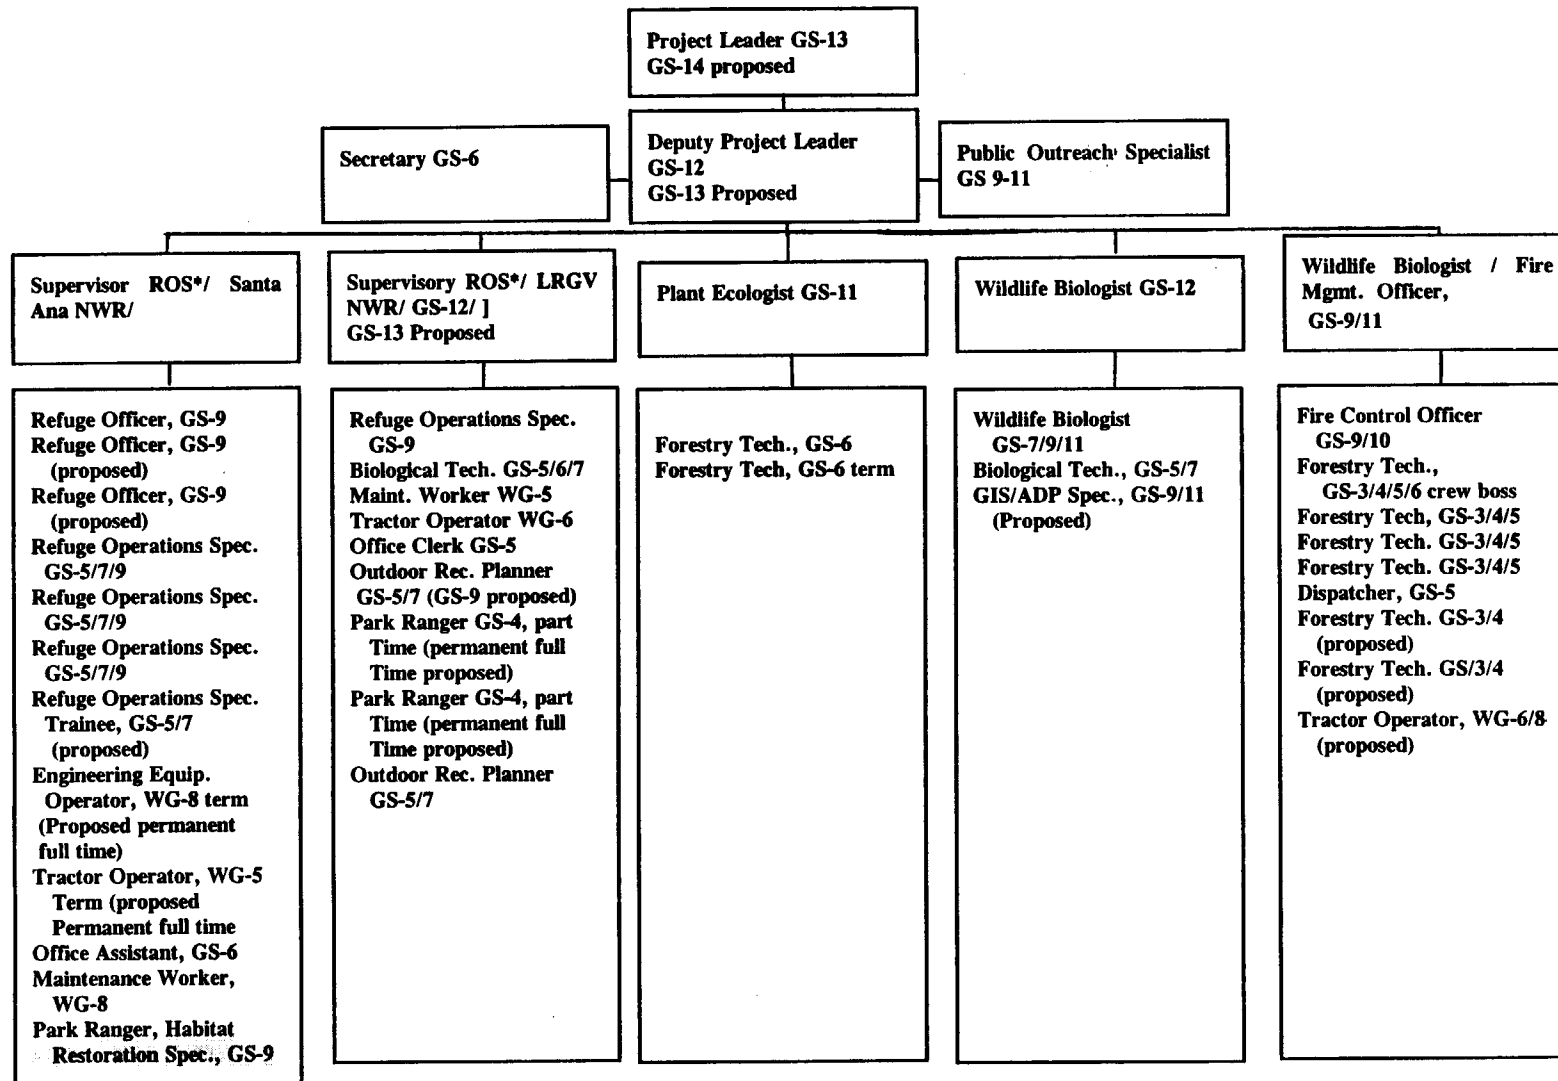 Project Leader GS-13
GS-14 proposed
Secretary GS-6
Deputy Project Leader
GS-12
GS-13 Proposed
Public Outreach Specialist
GS 9-11
Supervisor ROS*/ Santa
Ana NWR/
Supervisory ROS*/ LRGV
NWR/ GS-12/ ]
GS-13 Proposed
Plant Ecologist GS-11
Wildlife Biologist GS-12
Wildlife Biologist / Fire
Mgmt. Officer,
GS-9/11
Refuge Officer, GS-9
Refuge Officer, GS-9
(proposed)
Refuge Officer, GS-9
(proposed)
Refuge Operations Spec.
GS-5/7/9
Refuge Operations Spec.
GS-5/7/9
Refuge Operations Spec.
GS-5/7/9
Refuge Operations Spec.
Trainee, GS-5/7
(proposed)
Engineering Equip.
Operator, WG-8 term
(Proposed permanent
full time)
Tractor Operator, WG-5
Term (proposed
Permanent full time
Office Assistant, GS-6
Maintenance Worker,
WG-8
Park Ranger, Habitat
Restoration Spec., GS-9
Refuge Operations Spec.
GS-9
Biological Tech. GS-5/6/7
Maint. Worker WG-5
Tractor Operator WG-6
Office Clerk GS-5
Outdoor Rec. Planner
GS-5/7 (GS-9 proposed)
Park Ranger GS-4, part
Time (permanent full
Time proposed)
Park Ranger GS-4, part
Time (permanent full
Time proposed)
Outdoor Rec. Planner
GS-5/7
Forestry Tech., GS-6
Forestry Tech, GS-6 term
Wildlife Biologist
GS-7/9/11
Biological Tech., GS-5/7
GIS/ADP Spec., GS-9/11
(Proposed)
Fire Control Officer
GS-9/10
Forestry Tech.,
GS-3/4/5/6 crew boss
Forestry Tech, GS-3/4/5
Forestry Tech. GS-3/4/5
Forestry Tech. GS-3/4/5
Dispatcher, GS-5
Forestry Tech. GS-3/4
(proposed)
Forestry Tech. GS/3/4
(proposed)
Tractor Operator, WG-6/8
(proposed)